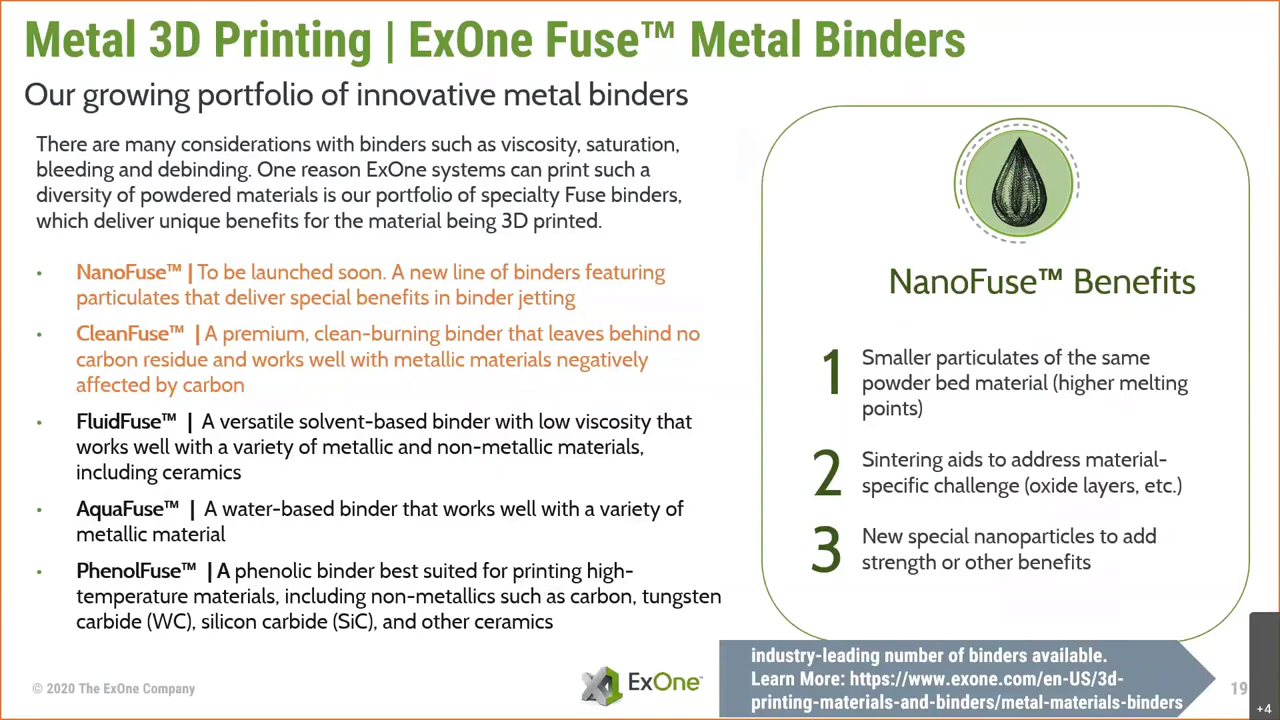 Metal 3D Printing | ExOne Fuse™ Metal Binders
Our growing portfolio of innovative metal binders
There are many considerations with binders such as viscosity, saturation,
bleeding and debinding. One reason ExOne systems can print such a
diversity of powdered materials is our portfolio of specialty Fuse binders,
which deliver unique benefits for the material being 3D printed.
• NanoFuse™ | To be launched soon. A new line of binders featuring
particulates that deliver special benefits in binder jetting
• CleanFuse™ | A premium, clean-burning binder that leaves behind no
carbon residue and works well with metallic materials negatively
affected by carbon
• FluidFuse™ | A versatile solvent-based binder with low viscosity that
works well with a variety of metallic and non-metallic materials,
including ceramics
• AquaFuse™ | A water-based binder that works well with a variety of
metallic material
• PhenolFuse™ | A phenolic binder best suited for printing high-
temperature materials, including non-metallics such as carbon, tungsten
carbide (WC), silicon carbide (SiC), and other ceramics
NanoFuse™ Benefits
1 Smaller particulates of the same
powder bed material (higher melting
points)
2 Sintering aids to address material-
specific challenge (oxide layers, etc.)
3 New special nanoparticles to add
strength or other benefits
industry-leading number of binders available.
Learn More: https://www.exone.com/en-US/3d-
printing-materials-and-binders/metal-materials-binders
© 2020 The ExOne Company
ExOne™
19
+4